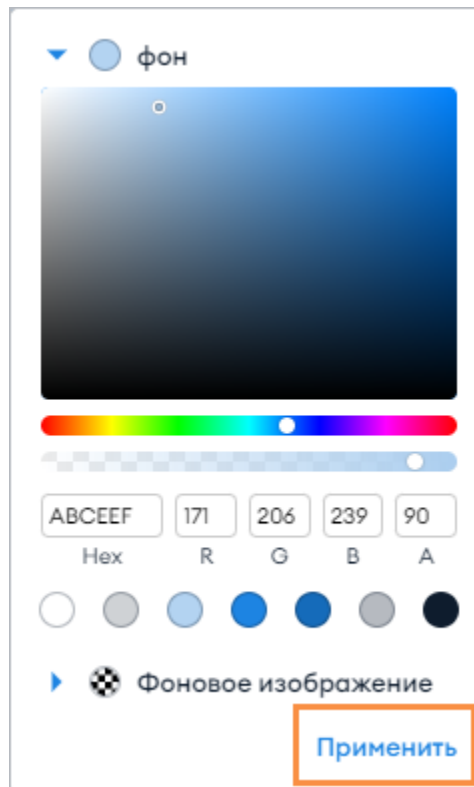 фон
ABCEEF 171 206 239 90
Hex R G B A
Фоновое изображение
Применить